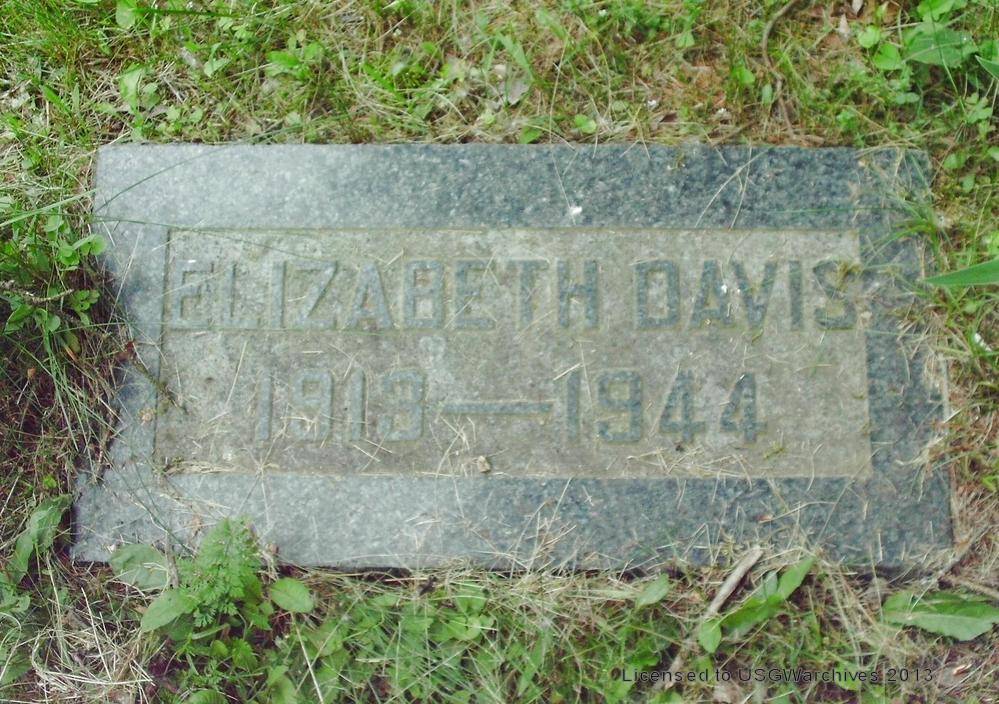 ELIZABETH DAVIS
1913—1944
Licensed to USGWarchives 2013